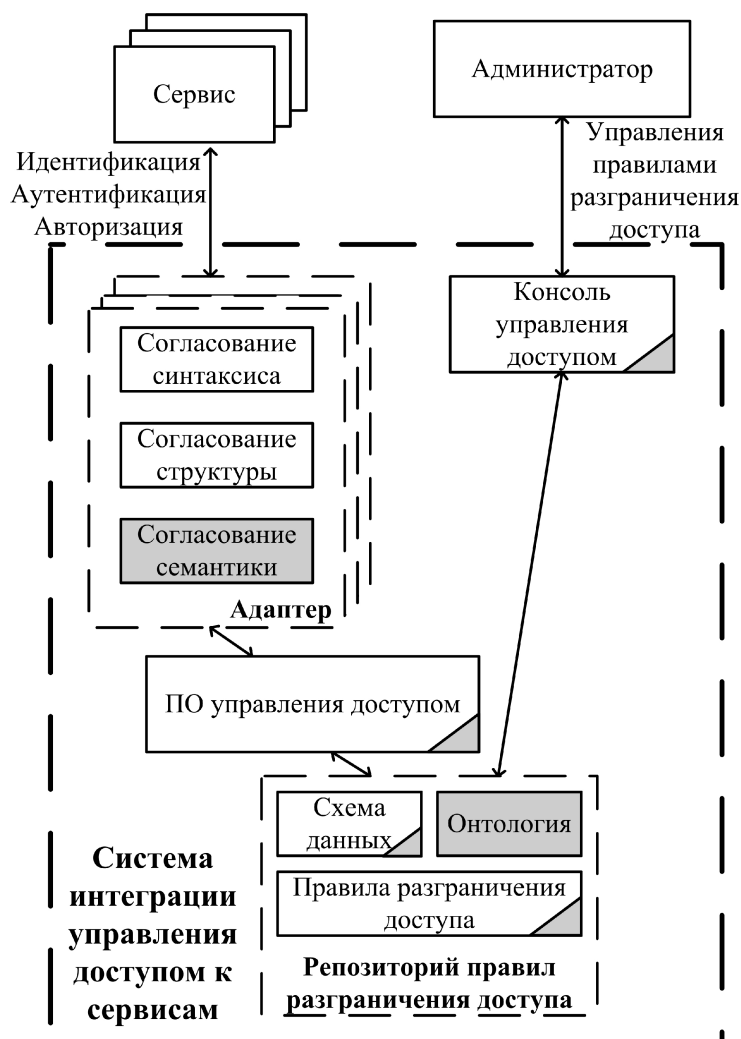 Сервис
Администратор
Идентификация
Аутентификация
Авторизация
Управления
правилами
разграничения
доступа
Согласование
синтаксиса
Согласование
структуры
Согласование
семантики
Адаптер
Консоль
управления
доступом
ПО управления доступом
Схема
данных
Онтология
Правила разграничения
доступа
Репозиторий правил
разграничения доступа
Система
интеграции
управления
доступом к
сервисам